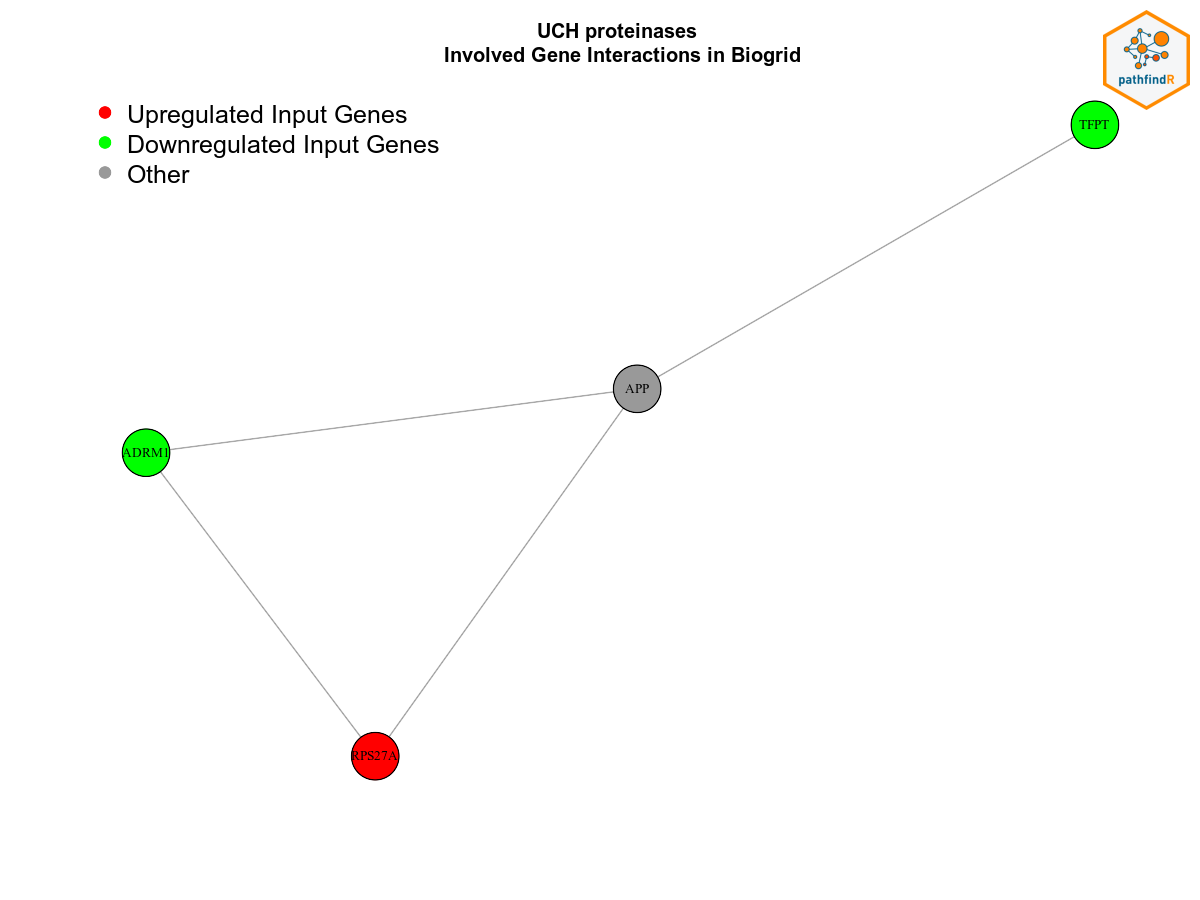 UCH proteinases
Involved Gene Interactions in Biogrid
pathfindR
Upregulated Input Genes
Downregulated Input Genes
Other
TFPT
APP
ADRM1
RPS27A